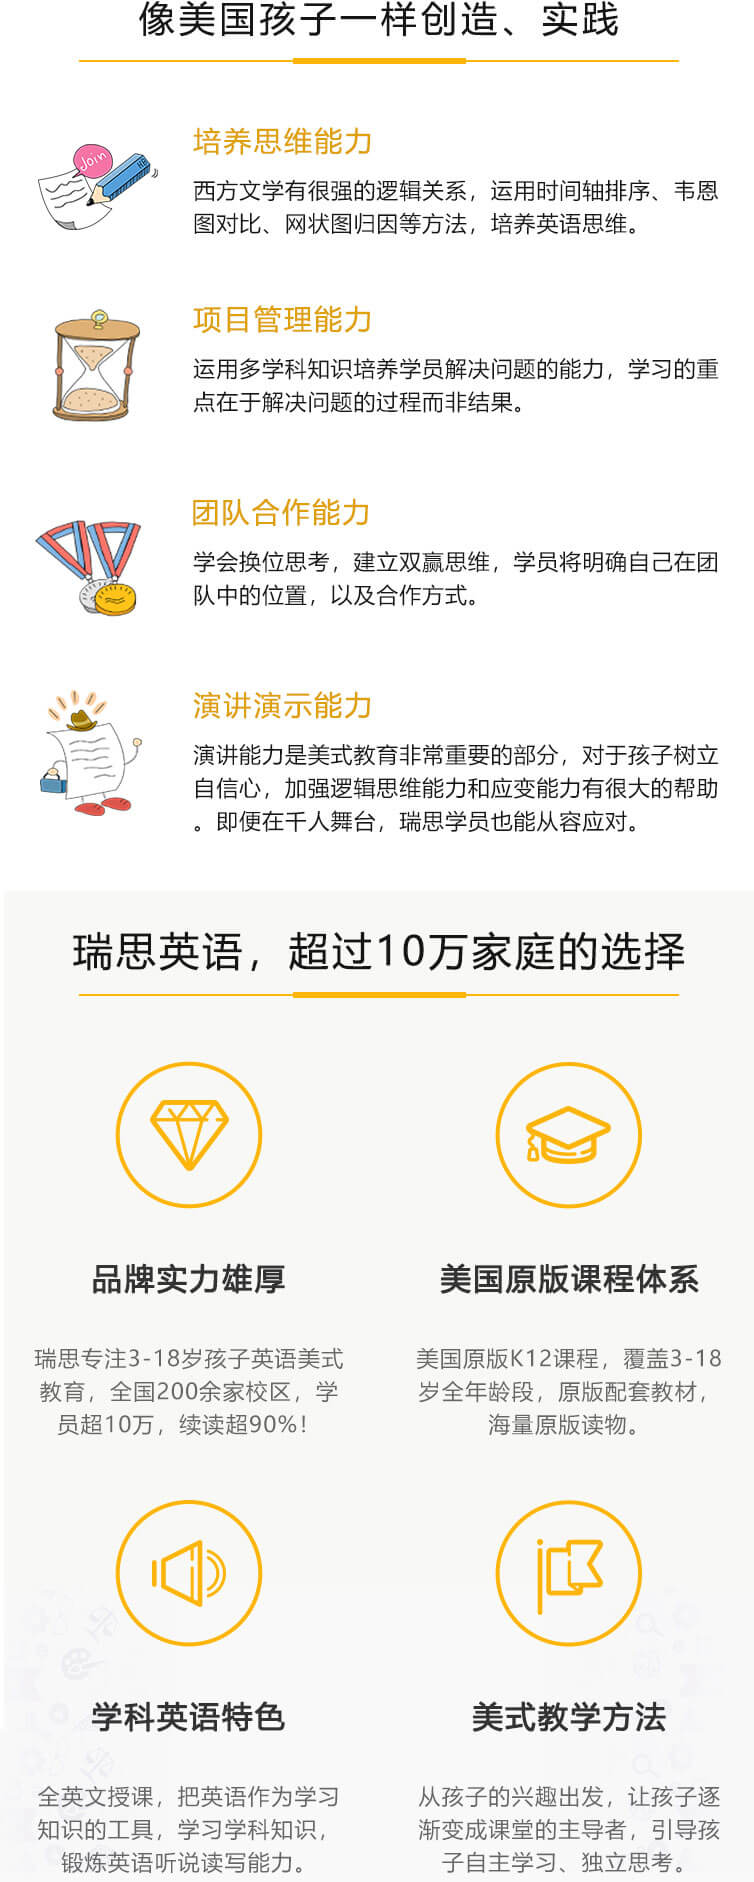 像美国孩子一样创造、实践
Join
HB
培养思维能力
西方文学有很强的逻辑关系，运用时间轴排序、韦恩
图对比、网状图归因等方法，培养英语思维。
项目管理能力
运用多学科知识培养学员解决问题的能力，学习的重
点在于解决问题的过程而非结果。
团队合作能力
学会换位思考，建立双赢思维，学员将明确自己在团
队中的位置，以及合作方式。
演讲演示能力
演讲能力是美式教育非常重要的部分，对于孩子树立
自信心，加强逻辑思维能力和应变能力有很大的帮助
。即便在千人舞台，瑞思学员也能从容应对。
瑞思英语，超过10万家庭的选择
品牌实力雄厚
瑞思专注3-18岁孩子英语美式
教育，全国200余家校区，学
员超10万，续读超90%！
美国原版课程体系
美国原版K12课程，覆盖3-18
岁全年龄段，原版配套教材，
海量原版读物。
学科英语特色
全英文授课，把英语作为学习
知识的工具，学习学科知识，
锻炼英语听说读写能力。
美式教学方法
从孩子的兴趣出发，让孩子逐
渐变成课堂的主导者，引导孩
子自主学习、独立思考。